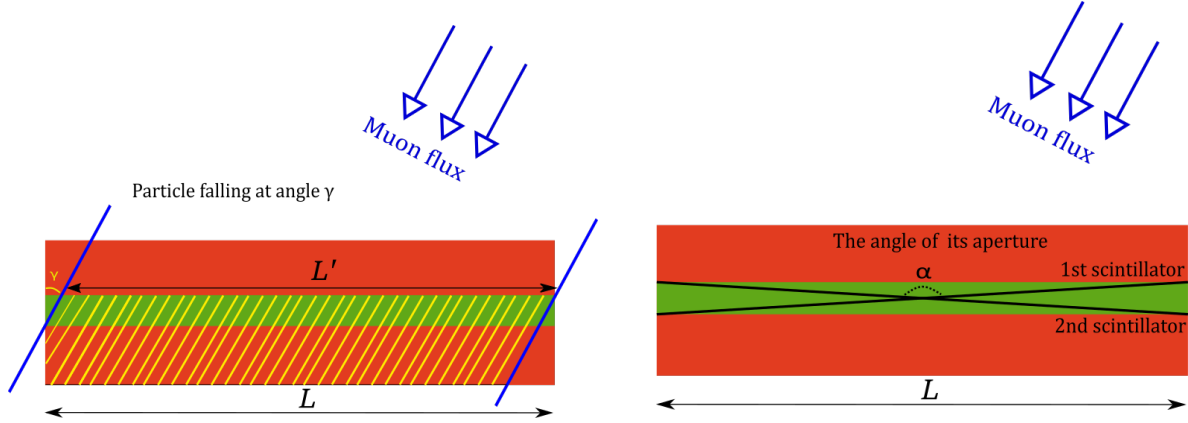 Muon flux
Particle falling at angle γ
γ
L′
L
Muon flux
The angle of its aperture
α
1st scintillator
2nd scintillator
L